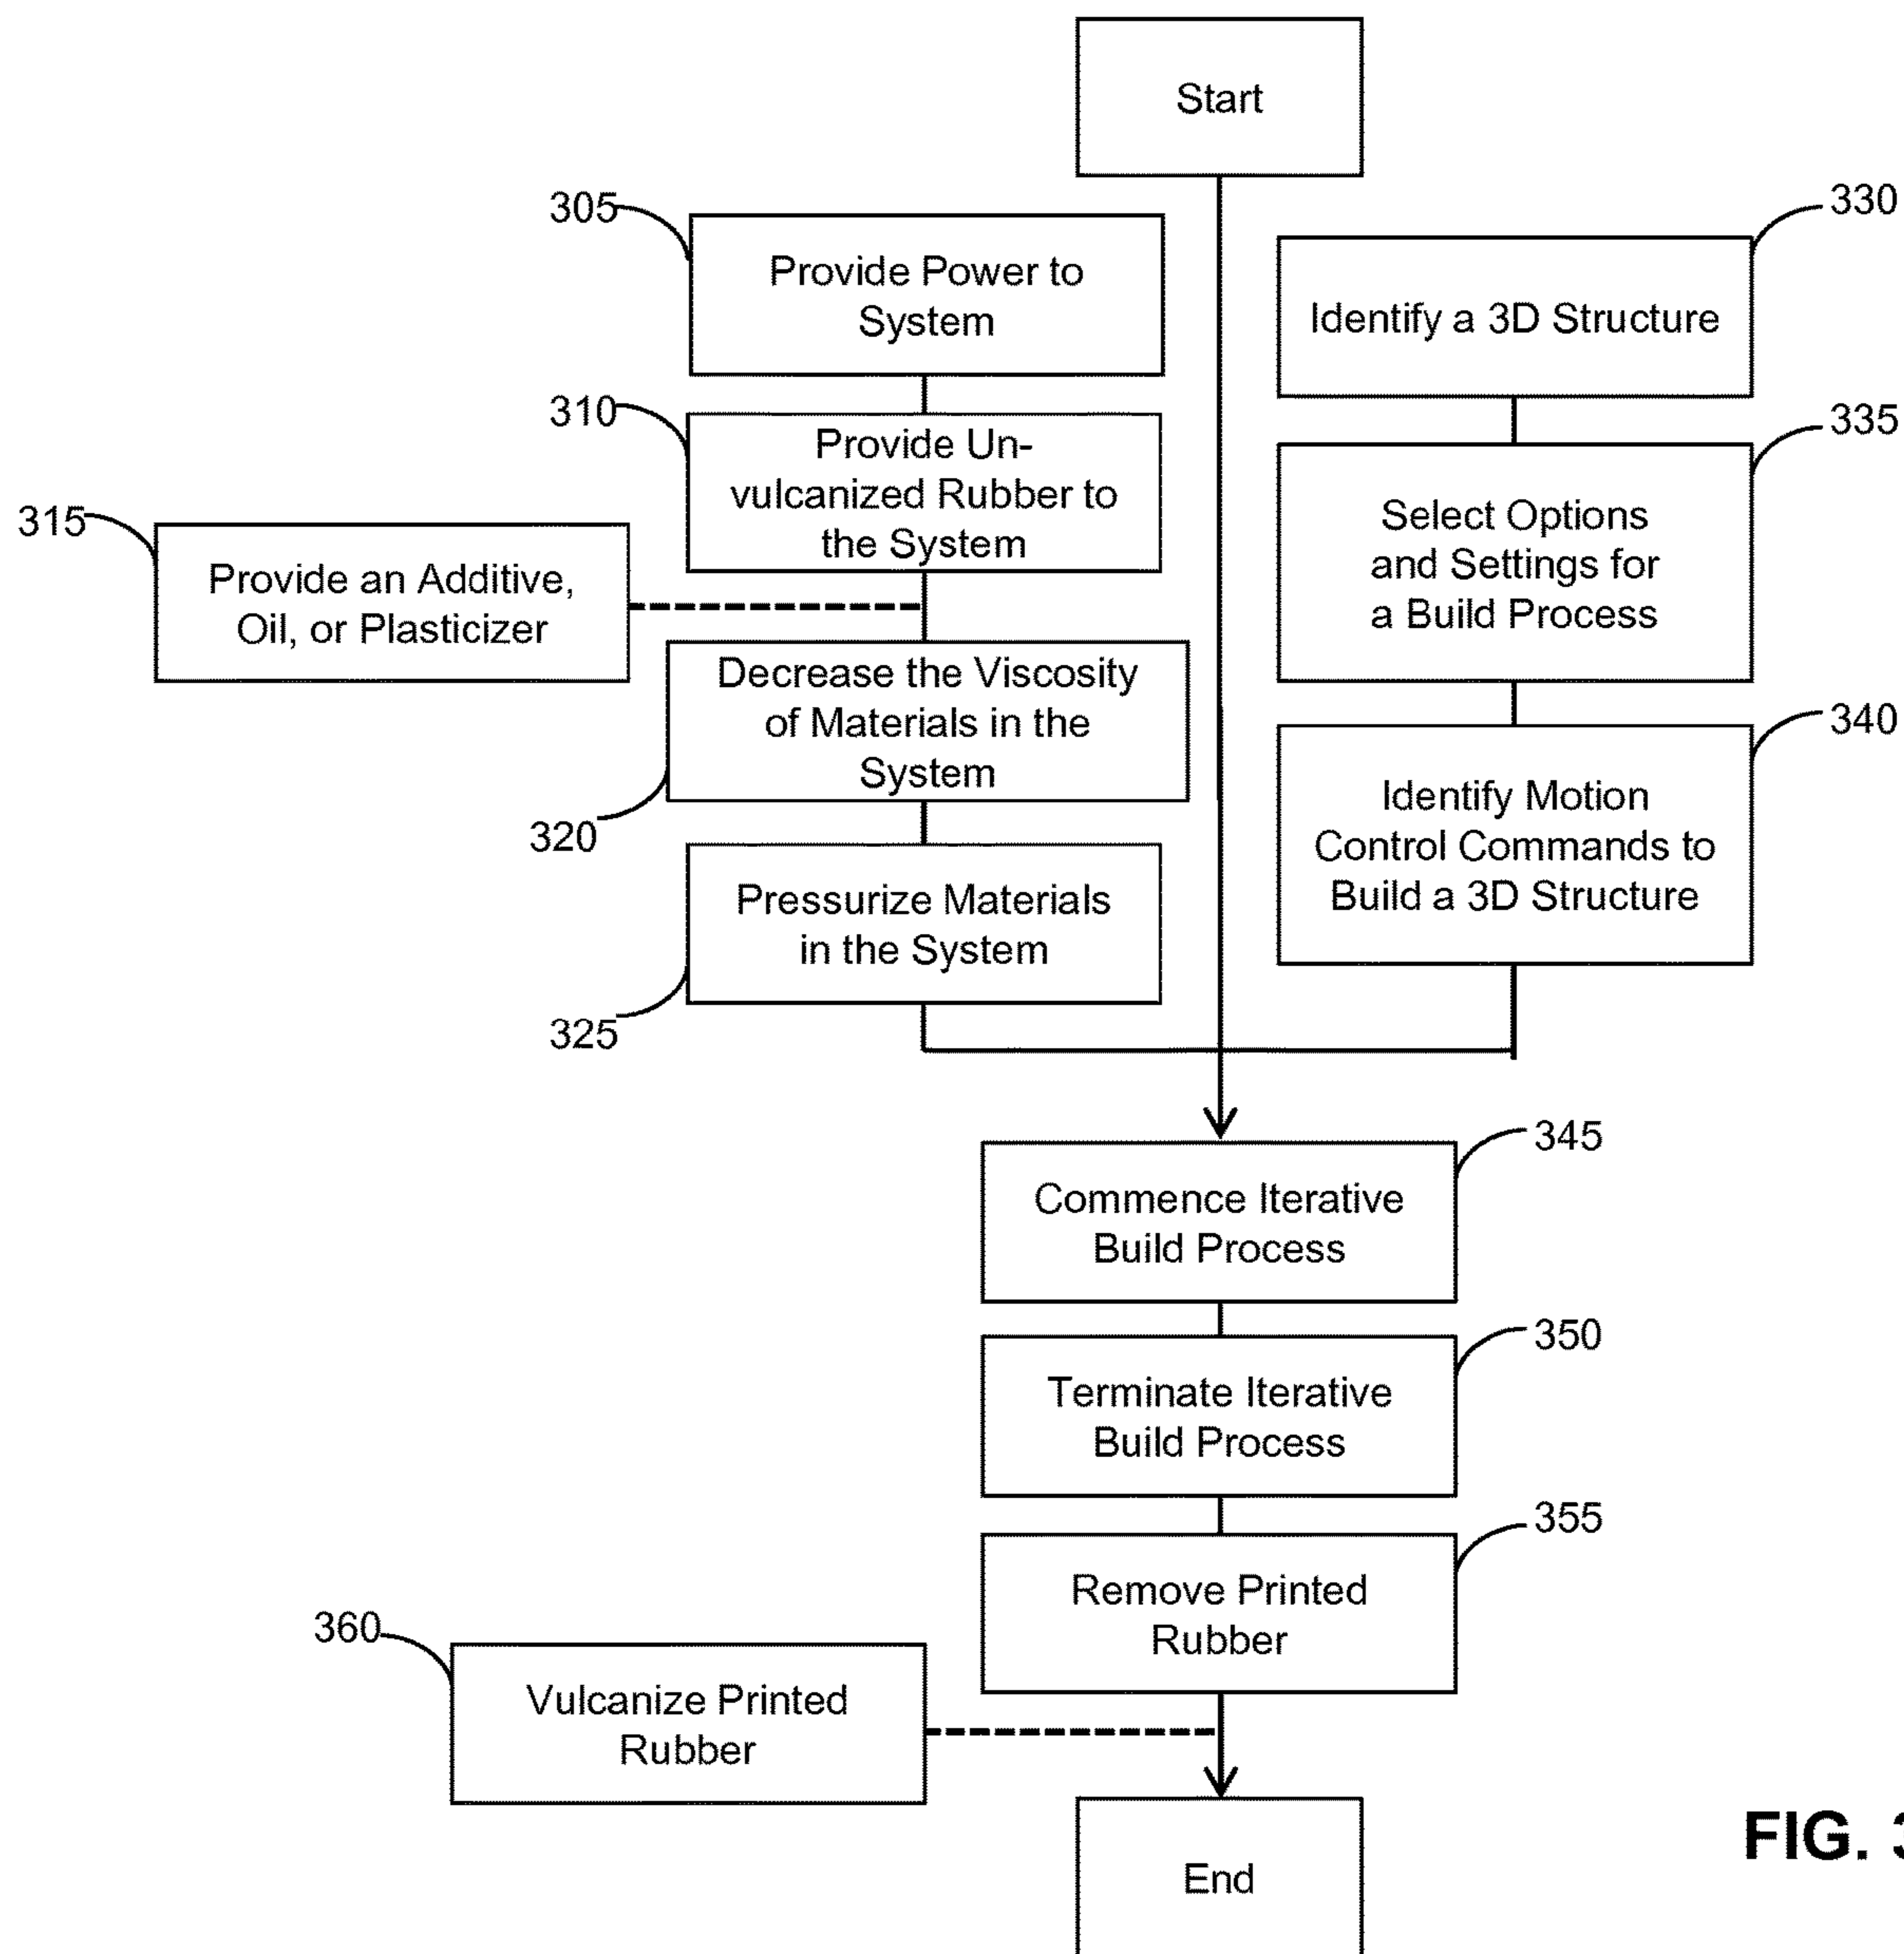 Start
305
Provide Power to
System
310
Provide Un-
vulcanized Rubber to
the System
315
Provide an Additive,
Oil, or Plasticizer
Decrease the Viscosity
of Materials in the
System
320
Pressurize Materials
in the System
325
330
Identify a 3D Structure
335
Select Options
and Settings for
a Build Process
340
Identify Motion
Control Commands to
Build a 3D Structure
345
Commence Iterative
Build Process
350
Terminate Iterative
Build Process
355
Remove Printed
Rubber
360
Vulcanize Printed
Rubber
End
FIG. 3